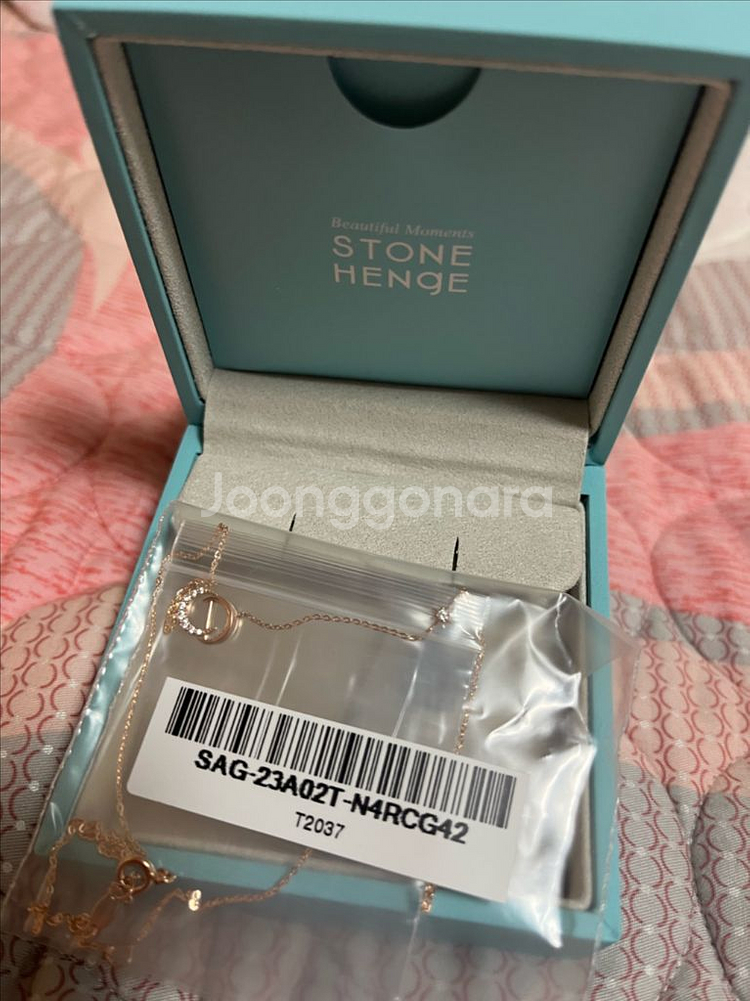 Beautiful Moments
STONE
HENgE
Joonggonara
SAG-23A02T-N4RCG42
T2037